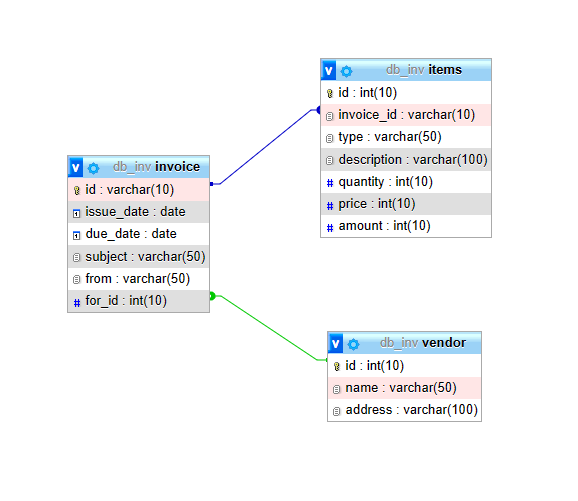 db_inv items
id : int(10)
invoice_id : varchar(10)
type : varchar(50)
description : varchar(100)
# quantity : int(10)
# price : int(10)
# amount : int(10)
v db_inv invoice
id : varchar(10)
issue_date : date
due_date : date
subject : varchar(50)
from : varchar(50)
# for_id : int(10)
v db_inv vendor
id : int(10)
name : varchar(50)
address : varchar(100)